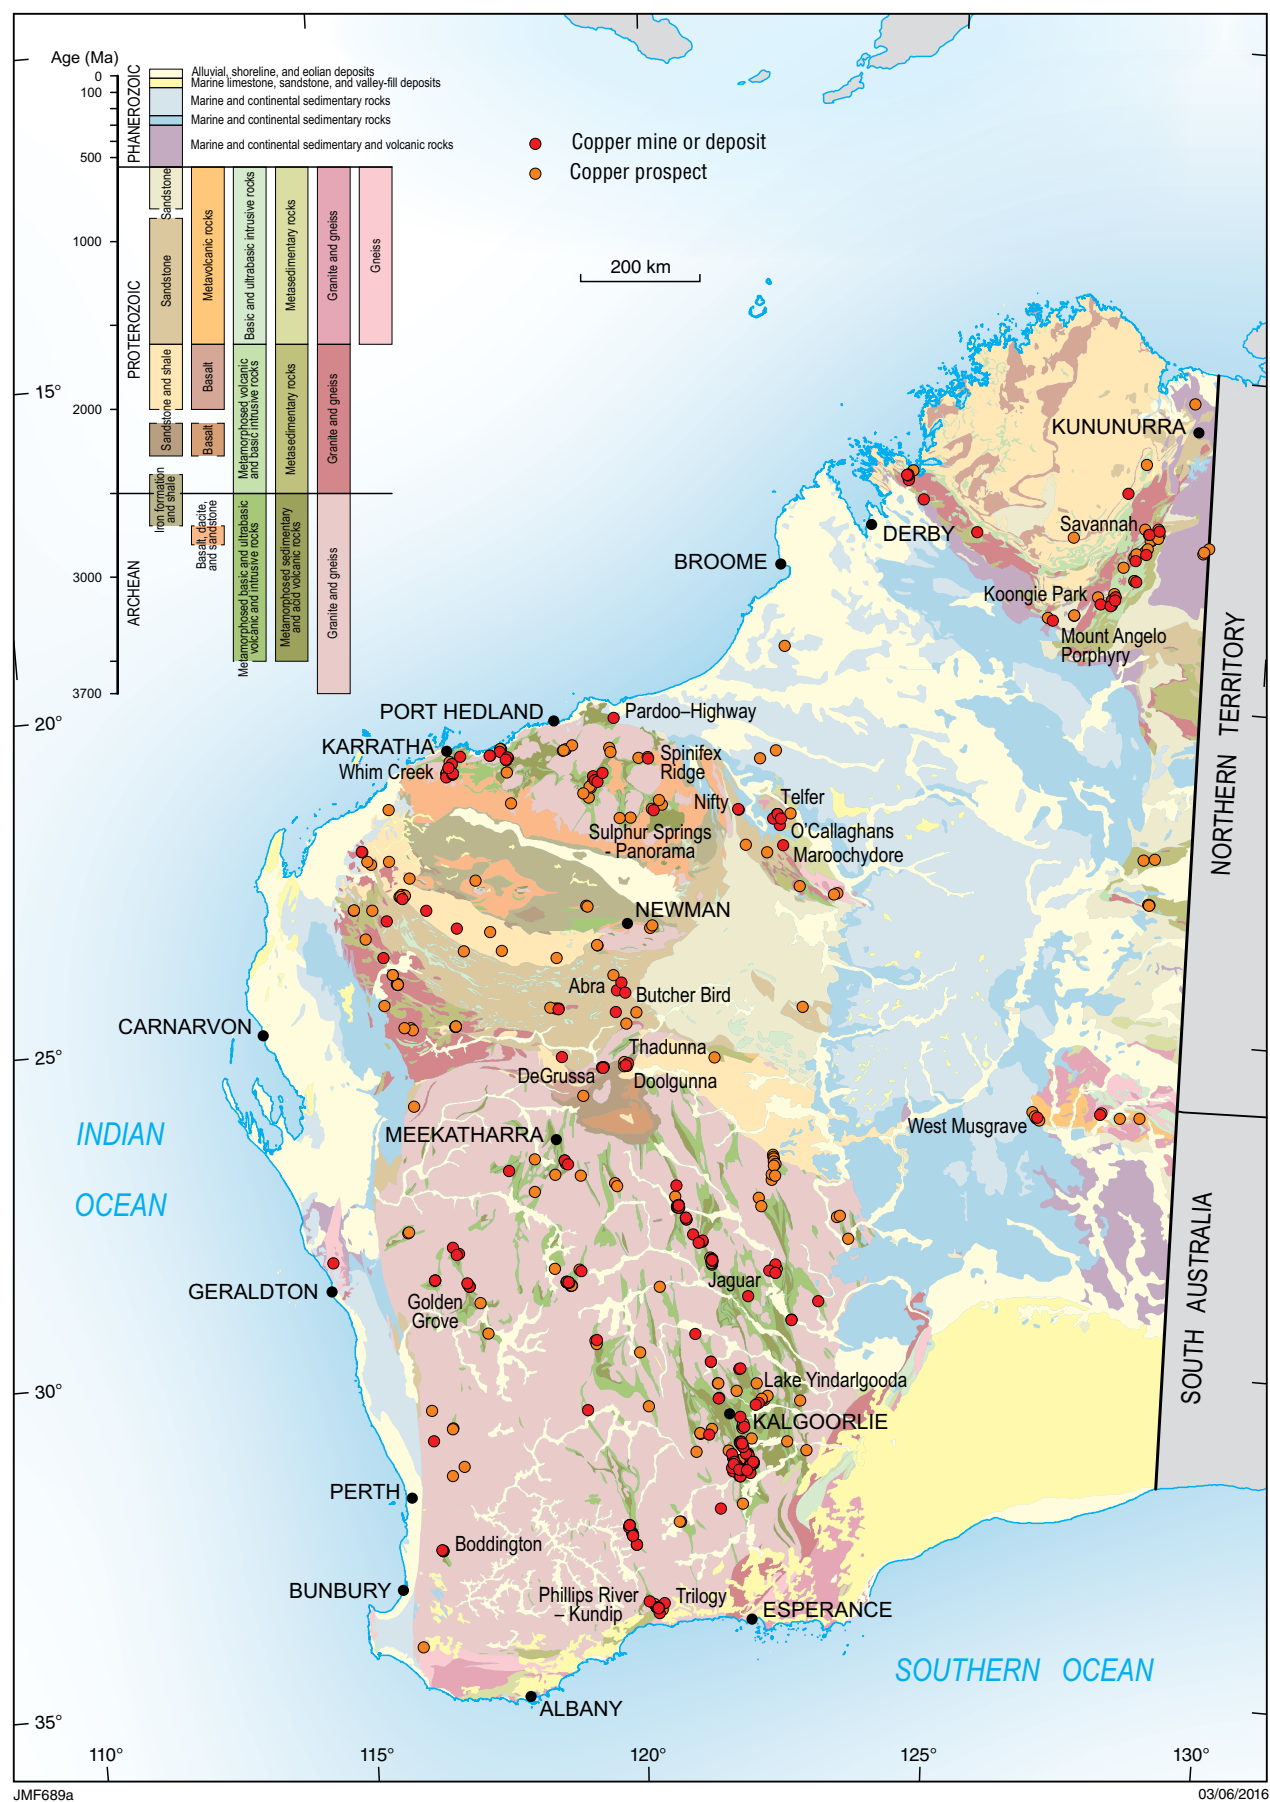 Age (Ma)
0
100
500
1000
2000
3000
3700
PHANEROZOIC
PROTEROZOIC
ARCHEAN
Alluvial, shoreline, and eolian deposits
Marine limestone, sandstone, and valley-fill deposits
Marine and continental sedimentary rocks
Marine and continental sedimentary rocks
Marine and continental sedimentary and volcanic rocks
Sandstone
Sandstone
Sandstone and shale
Sandstone and shale
Iron formation
and shale
Metavolcanic rocks
Basalt
Basalt
Basalt, dacite,
and sandstone
Basic and ultrabasic intrusive rocks
Metamorphosed volcanic
and basic intrusive rocks
Metamorphosed basic and ultrabasic
volcanic and intrusive rocks
Metasedimentary rocks
Metasedimentary rocks
Metamorphosed sedimentary
and acid volcanic rocks
Granite and gneiss
Granite and gneiss
Granite and gneiss
Gneiss
Copper mine or deposit
Copper prospect
200 km
15°
KUNUNURRA
Savannah
DERBY
BROOME
Koongie Park
Mount Angelo
Porphyry
NORTHERN TERRITORY
20°
PORT HEDLAND
Pardoo–Highway
KARRATHA
Whim Creek
Spinifex
Ridge
Nifty
Telfer
O'Callaghans
Maroochydore
Sulphur Springs
- Panorama
NEWMAN
Abra
Butcher Bird
CARNARVON
25°
Thadunna
DeGrussa
Doolgunna
West Musgrave
INDIAN
OCEAN
MEEKATHARRA
SOUTH AUSTRALIA
Jaguar
GERALDTON
Golden
Grove
30°
Lake Yindarlgooda
KALGOORLIE
PERTH
Boddington
BUNBURY
Phillips River
– Kundip
Trilogy
ESPERANCE
SOUTHERN OCEAN
ALBANY
35°
110°
115°
120°
125°
130°
JMF689a
03/06/2016